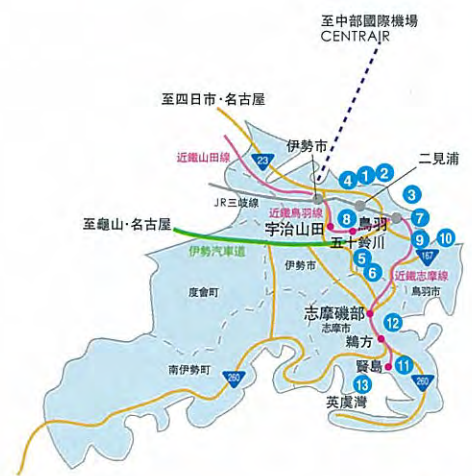 至中部國際機場
CENTRAIR
至四日市・名古屋
伊勢市
二見浦
近鐵山田線
23
4
1
2
3
JR三岐線
近鐵鳥羽線
8
鳥羽
7
至龜山・名古屋
宇治山田
五十鈴川
9
10
伊勢汽車道
伊勢市
5
6
167
近鐵志摩線
鳥羽市
度會町
志摩磯部
志摩市
12
鵜方
南伊勢町
260
賢島
11
13
260
英虞灣